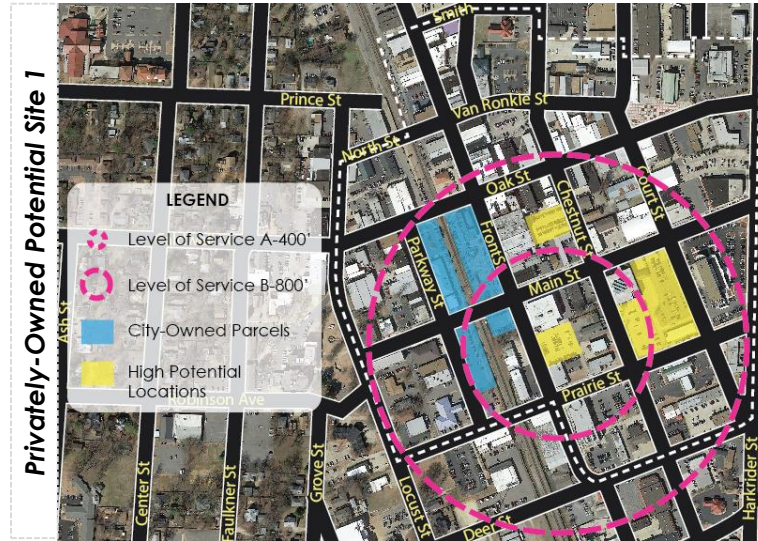 Privately-Owned Potential Site 1
Smith
Prince St
Van Ronkle St
North St
Oak St
Chestnut S
Court St
LEGEND
Level of Service A-400'
Level of Service B-800'
City-Owned Parcels
High Potential
Locations
Parkway St
Front S
Main St
Ash St
Robinson Ave
Prairie St
Center St
Faulkner St
Grove St
Locust St
Deer St
Harkrider St